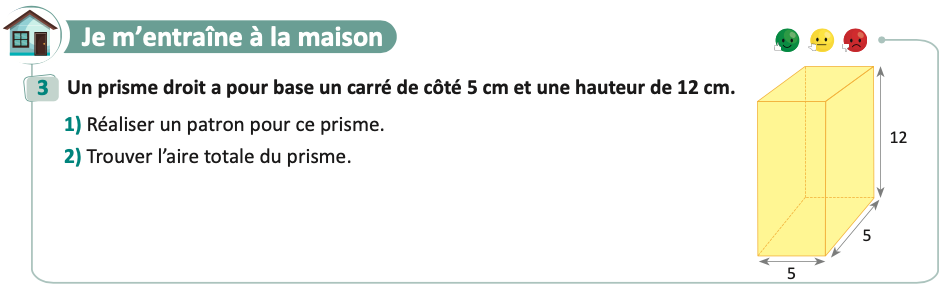 Je m'entraîne à la maison
3 Un prisme droit a pour base un carré de côté 5 cm et une hauteur de 12 cm.
1) Réaliser un patron pour ce prisme.
2) Trouver l'aire totale du prisme.
12
5
5